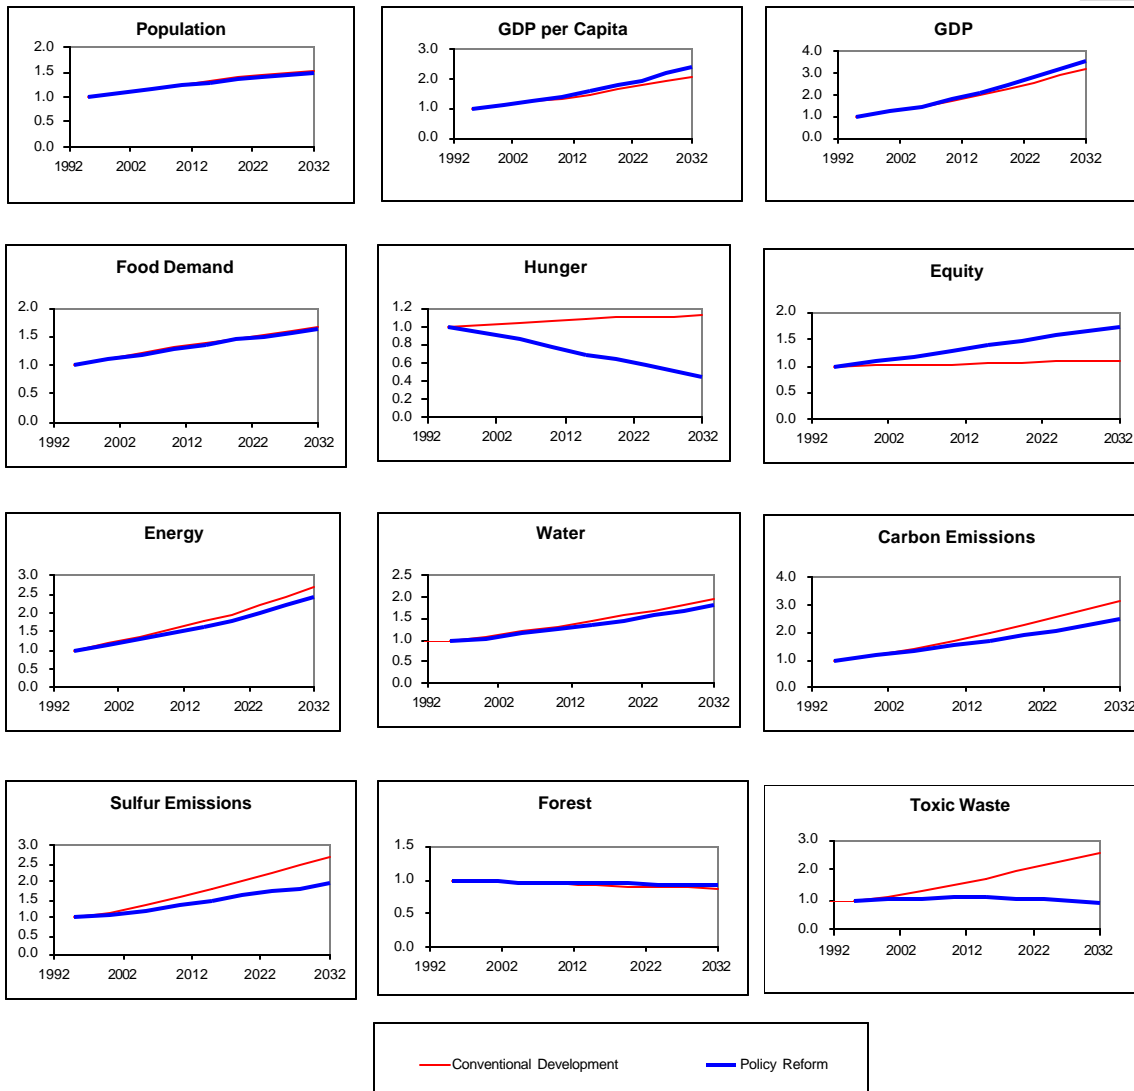 Population
2.0
1.5
1.0
0.5
0.0
1992 2002 2012 2022 2032
GDP per Capita
3.0
2.0
1.0
0.0
1992 2002 2012 2022 2032
GDP
4.0
3.0
2.0
1.0
0.0
1992 2002 2012 2022 2032
Food Demand
2.0
1.5
1.0
0.5
0.0
1992 2002 2012 2022 2032
Hunger
1.2
1.0
0.8
0.6
0.4
0.2
0.0
1992 2002 2012 2022 2032
Equity
2.0
1.5
1.0
0.5
0.0
1992 2002 2012 2022 2032
Energy
3.0
2.5
2.0
1.5
1.0
0.5
0.0
1992 2002 2012 2022 2032
Water
2.5
2.0
1.5
1.0
0.5
0.0
1992 2002 2012 2022 2032
Carbon Emissions
4.0
3.0
2.0
1.0
0.0
1992 2002 2012 2022 2032
Sulfur Emissions
3.0
2.5
2.0
1.5
1.0
0.5
0.0
1992 2002 2012 2022 2032
Forest
1.5
1.0
0.5
0.0
1992 2002 2012 2022 2032
Toxic Waste
3.0
2.0
1.0
0.0
1992 2002 2012 2022 2032
Conventional Development Policy Reform